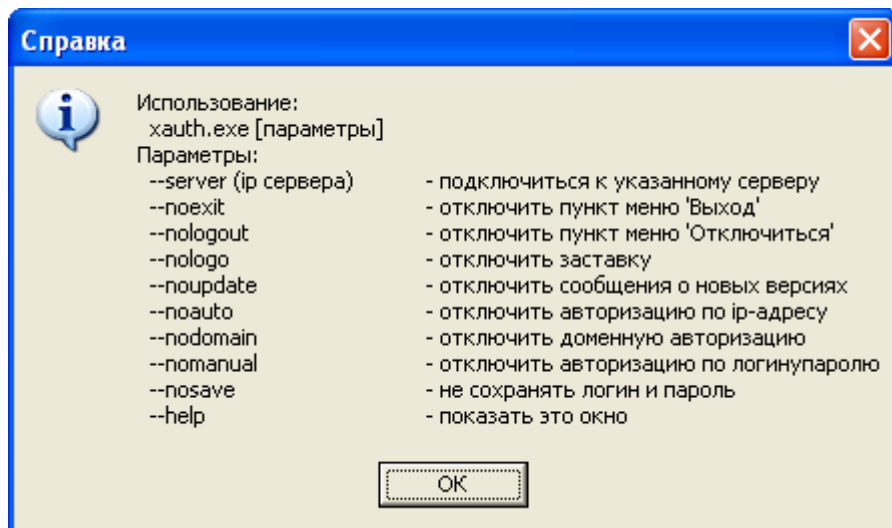 Справка
Использование:
xauth.exe [параметры]
Параметры:
--server (ip сервера) - подключиться к указанному серверу
--noexit - отключить пункт меню 'Выход'
--nologout - отключить пункт меню 'Отключиться'
--nologo - отключить заставку
--noupdate - отключить сообщения о новых версиях
--noauto - отключить авторизацию по ip-адресу
--nodomain - отключить доменную авторизацию
--nomanual - отключить авторизацию по логинупаролю
--nosave - не сохранять логин и пароль
--help - показать это окно
ОК